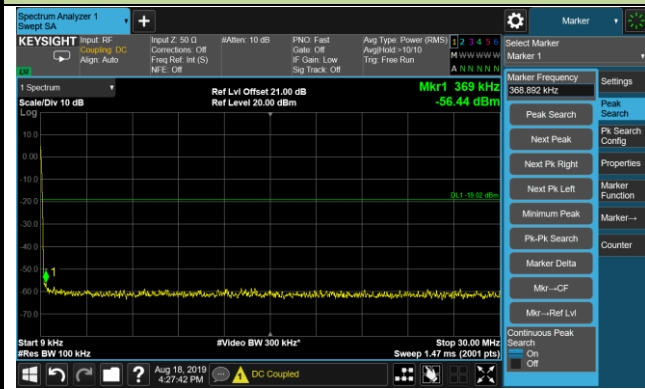 Spectrum Analyzer 1
Swept SA
+
Marker
KEYSIGHT
Input: RF
Coupling: DC
Align: Auto
Input Z: 50 Ω
Corrections: Off
Freq Ref: Int (S)
NFE: Off
#Atten: 10 dB
PNO: Fast
Gate: Off
IF Gain: Low
Sig Track: Off
Avg Type: Power (RMS)
Avg|Hold:>10/10
Trig: Free Run
1 2 3 4 5 6
M W W W W W
A N N N N N
Select Marker
Marker 1
1 Spectrum
Scale/Div 10 dB
Log
Ref Lvl Offset 21.00 dB
Ref Level 20.00 dBm
Mkr1 369 kHz
-56.44 dBm
10.0
0.00
-10.0
-20.0
-30.0
-40.0
-50.0
-60.0
-70.0
DL1 -19.02 dBm
1
Start 9 kHz
#Res BW 100 kHz
#Video BW 300 kHz*
Stop 30.00 MHz
Sweep 1.47 ms (2001 pts)
Marker Frequency
368.892 kHz
Peak Search
Next Peak
Next Pk Right
Next Pk Left
Minimum Peak
Pk-Pk Search
Marker Delta
Mkr→CF
Mkr→Ref Lvl
Continuous Peak
Search
On
Off
Settings
Peak
Search
Pk Search
Config
Properties
Marker
Function
Marker→
Counter
?
Aug 18, 2019
4:27:42 PM
DC Coupled